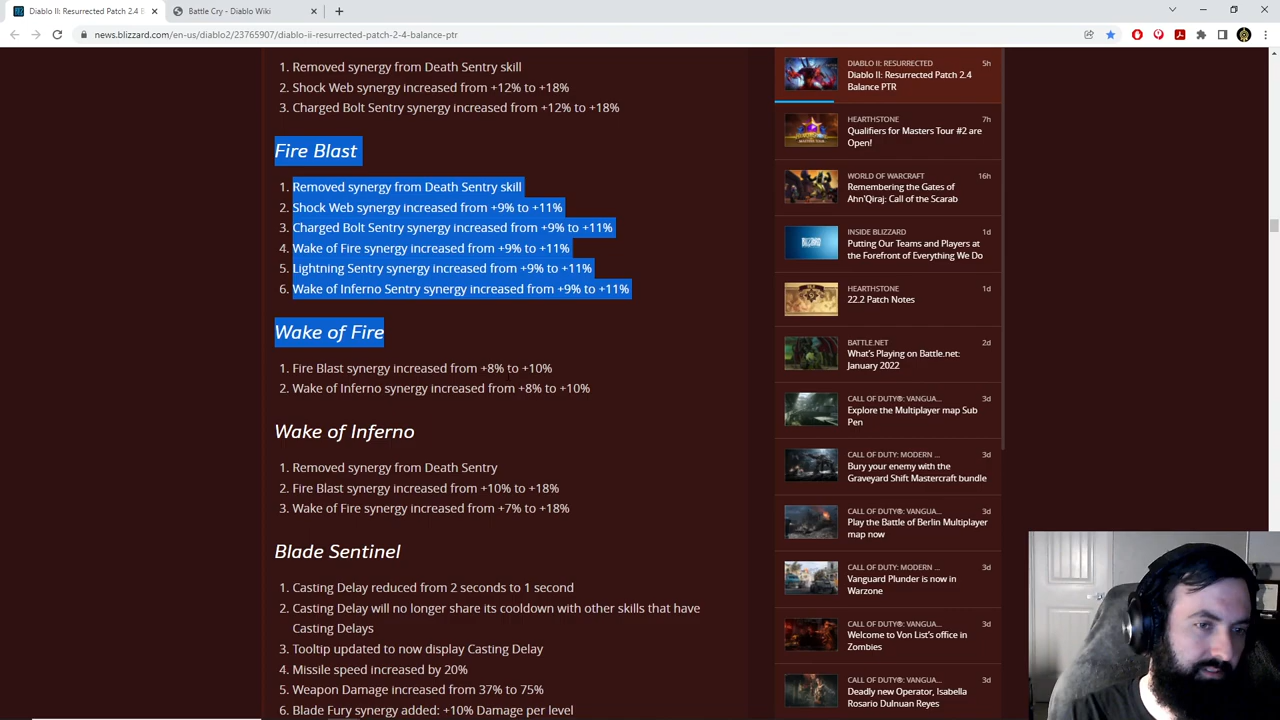 Diablo II: Resurrected Patch 2.4 B
Battle Cry - Diablo Wiki
news.blizzard.com/en-us/diablo2/23765907/diablo-ii-resurrected-patch-2-4-balance-ptr
1. Removed synergy from Death Sentry skill
2. Shock Web synergy increased from +12% to +18%
3. Charged Bolt Sentry synergy increased from +12% to +18%
Fire Blast
1. Removed synergy from Death Sentry skill
2. Shock Web synergy increased from +9% to +11%
3. Charged Bolt Sentry synergy increased from +9% to +11%
4. Wake of Fire synergy increased from +9% to +11%
5. Lightning Sentry synergy increased from +9% to +11%
6. Wake of Inferno Sentry synergy increased from +9% to +11%
Wake of Fire
1. Fire Blast synergy increased from +8% to +10%
2. Wake of Inferno synergy increased from +8% to +10%
Wake of Inferno
1. Removed synergy from Death Sentry
2. Fire Blast synergy increased from +10% to +18%
3. Wake of Fire synergy increased from +7% to +18%
Blade Sentinel
1. Casting Delay reduced from 2 seconds to 1 second
2. Casting Delay will no longer share its cooldown with other skills that have
Casting Delays
3. Tooltip updated to now display Casting Delay
4. Missile speed increased by 20%
5. Weapon Damage increased from 37% to 75%
6. Blade Fury synergy added: +10% Damage per level
DIABLO II: RESURRECTED 5h
Diablo II: Resurrected Patch 2.4
Balance PTR
HEARTHSTONE 7h
Qualifiers for Masters Tour #2 are
Open!
WORLD OF WARCRAFT 16h
Remembering the Gates of
Ahn'Qiraj: Call of the Scarab
INSIDE BLIZZARD 1d
Putting Our Teams and Players at
the Forefront of Everything We Do
HEARTHSTONE 1d
22.2 Patch Notes
BATTLE.NET 2d
What's Playing on Battle.net:
January 2022
CALL OF DUTY®: VANGUA... 3d
Explore the Multiplayer map Sub
Pen
CALL OF DUTY: MODERN ... 3d
Bury your enemy with the
Graveyard Shift Mastercraft bundle
CALL OF DUTY®: VANGUA... 3d
Play the Battle of Berlin Multiplayer
map now
CALL OF DUTY: MODERN ... 3d
Vanguard Plunder is now in
Warzone
CALL OF DUTY®: VANGUA... 3d
Welcome to Von List's office in
Zombies
CALL OF DUTY®: VANGUA... 3d
Deadly new Operator, Isabella
Rosario Dulnuan Reyes